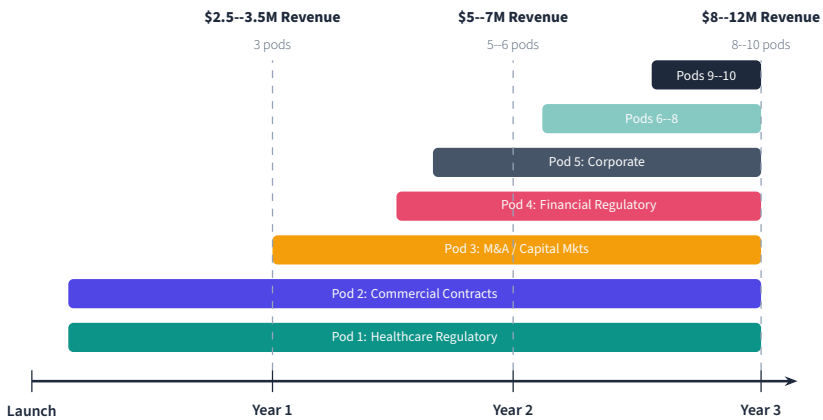 $2.5--3.5M Revenue
$5--7M Revenue
$8--12M Revenue
3 pods
5--6 pods
8--10 pods
Pods 9--10
Pods 6--8
Pod 5: Corporate
Pod 4: Financial Regulatory
Pod 3: M&A / Capital Mkts
Pod 2: Commercial Contracts
Pod 1: Healthcare Regulatory
Launch
Year 1
Year 2
Year 3